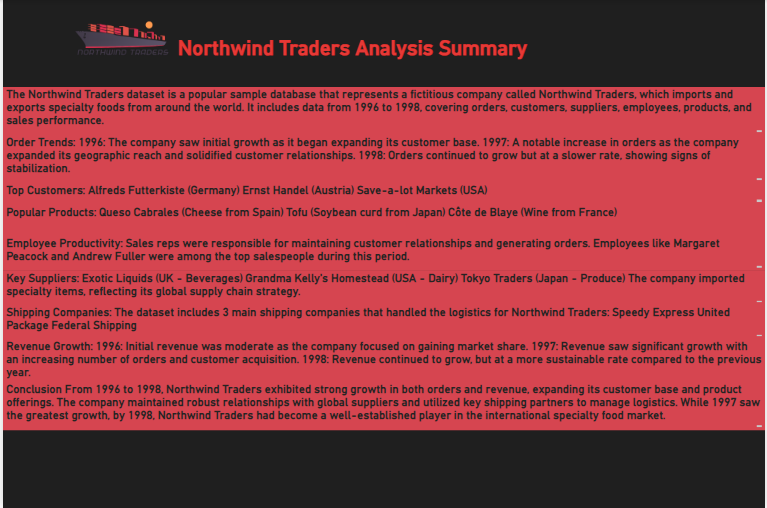 NORTHWIND TRADERS
Northwind Traders Analysis Summary
The Northwind Traders dataset is a popular sample database that represents a fictitious company called Northwind Traders, which imports and
exports specialty foods from around the world. It includes data from 1996 to 1998, covering orders, customers, suppliers, employees, products, and
sales performance.
Order Trends: 1996: The company saw initial growth as it began expanding its customer base. 1997: A notable increase in orders as the company
expanded its geographic reach and solidified customer relationships. 1998: Orders continued to grow but at a slower rate, showing signs of
stabilization.
Top Customers: Alfreds Futterkiste (Germany) Ernst Handel (Austria) Save-a-lot Markets (USA)
Popular Products: Queso Cabrales (Cheese from Spain) Tofu (Soybean curd from Japan) Côte de Blaye (Wine from France)
Employee Productivity: Sales reps were responsible for maintaining customer relationships and generating orders. Employees like Margaret
Peacock and Andrew Fuller were among the top salespeople during this period.
Key Suppliers: Exotic Liquids (UK - Beverages) Grandma Kelly's Homestead (USA - Dairy) Tokyo Traders (Japan - Produce) The company imported
specialty items, reflecting its global supply chain strategy.
Shipping Companies: The dataset includes 3 main shipping companies that handled the logistics for Northwind Traders: Speedy Express United
Package Federal Shipping
Revenue Growth: 1996: Initial revenue was moderate as the company focused on gaining market share. 1997: Revenue saw significant growth with
an increasing number of orders and customer acquisition. 1998: Revenue continued to grow, but at a more sustainable rate compared to the previous
year.
Conclusion From 1996 to 1998, Northwind Traders exhibited strong growth in both orders and revenue, expanding its customer base and product
offerings. The company maintained robust relationships with global suppliers and utilized key shipping partners to manage logistics. While 1997 saw
the greatest growth, by 1998, Northwind Traders had become a well-established player in the international specialty food market.